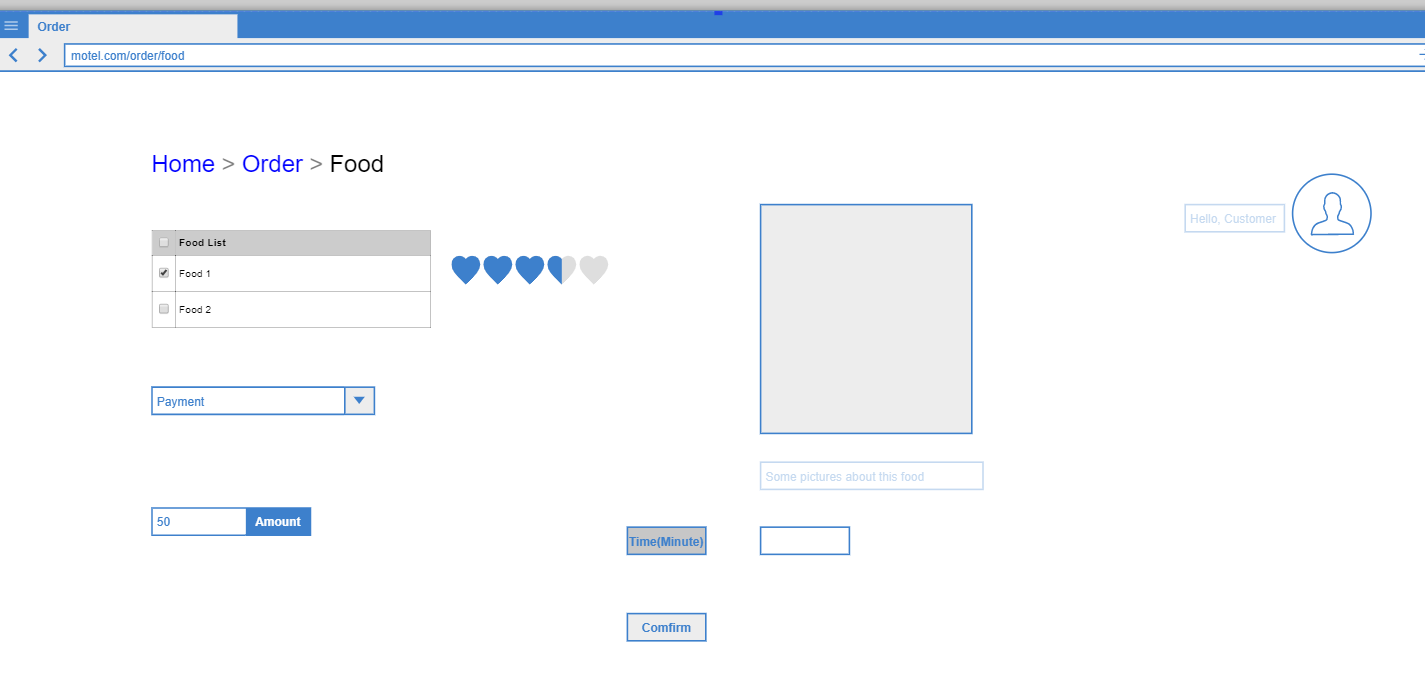 Order
motel.com/order/food
Home > Order > Food
Hello, Customer
Food List
Food 1
Food 2
Payment
Some pictures about this food
50 Amount
Time(Minute)
Comfirm